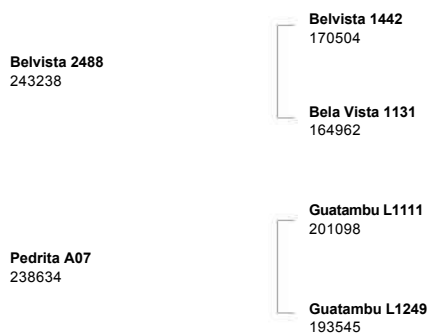 Belvista 1442
170504
Belvista 2488
243238
Bela Vista 1131
164962
Guatambu L1111
201098
Pedrita A07
238634
Guatambu L1249
193545